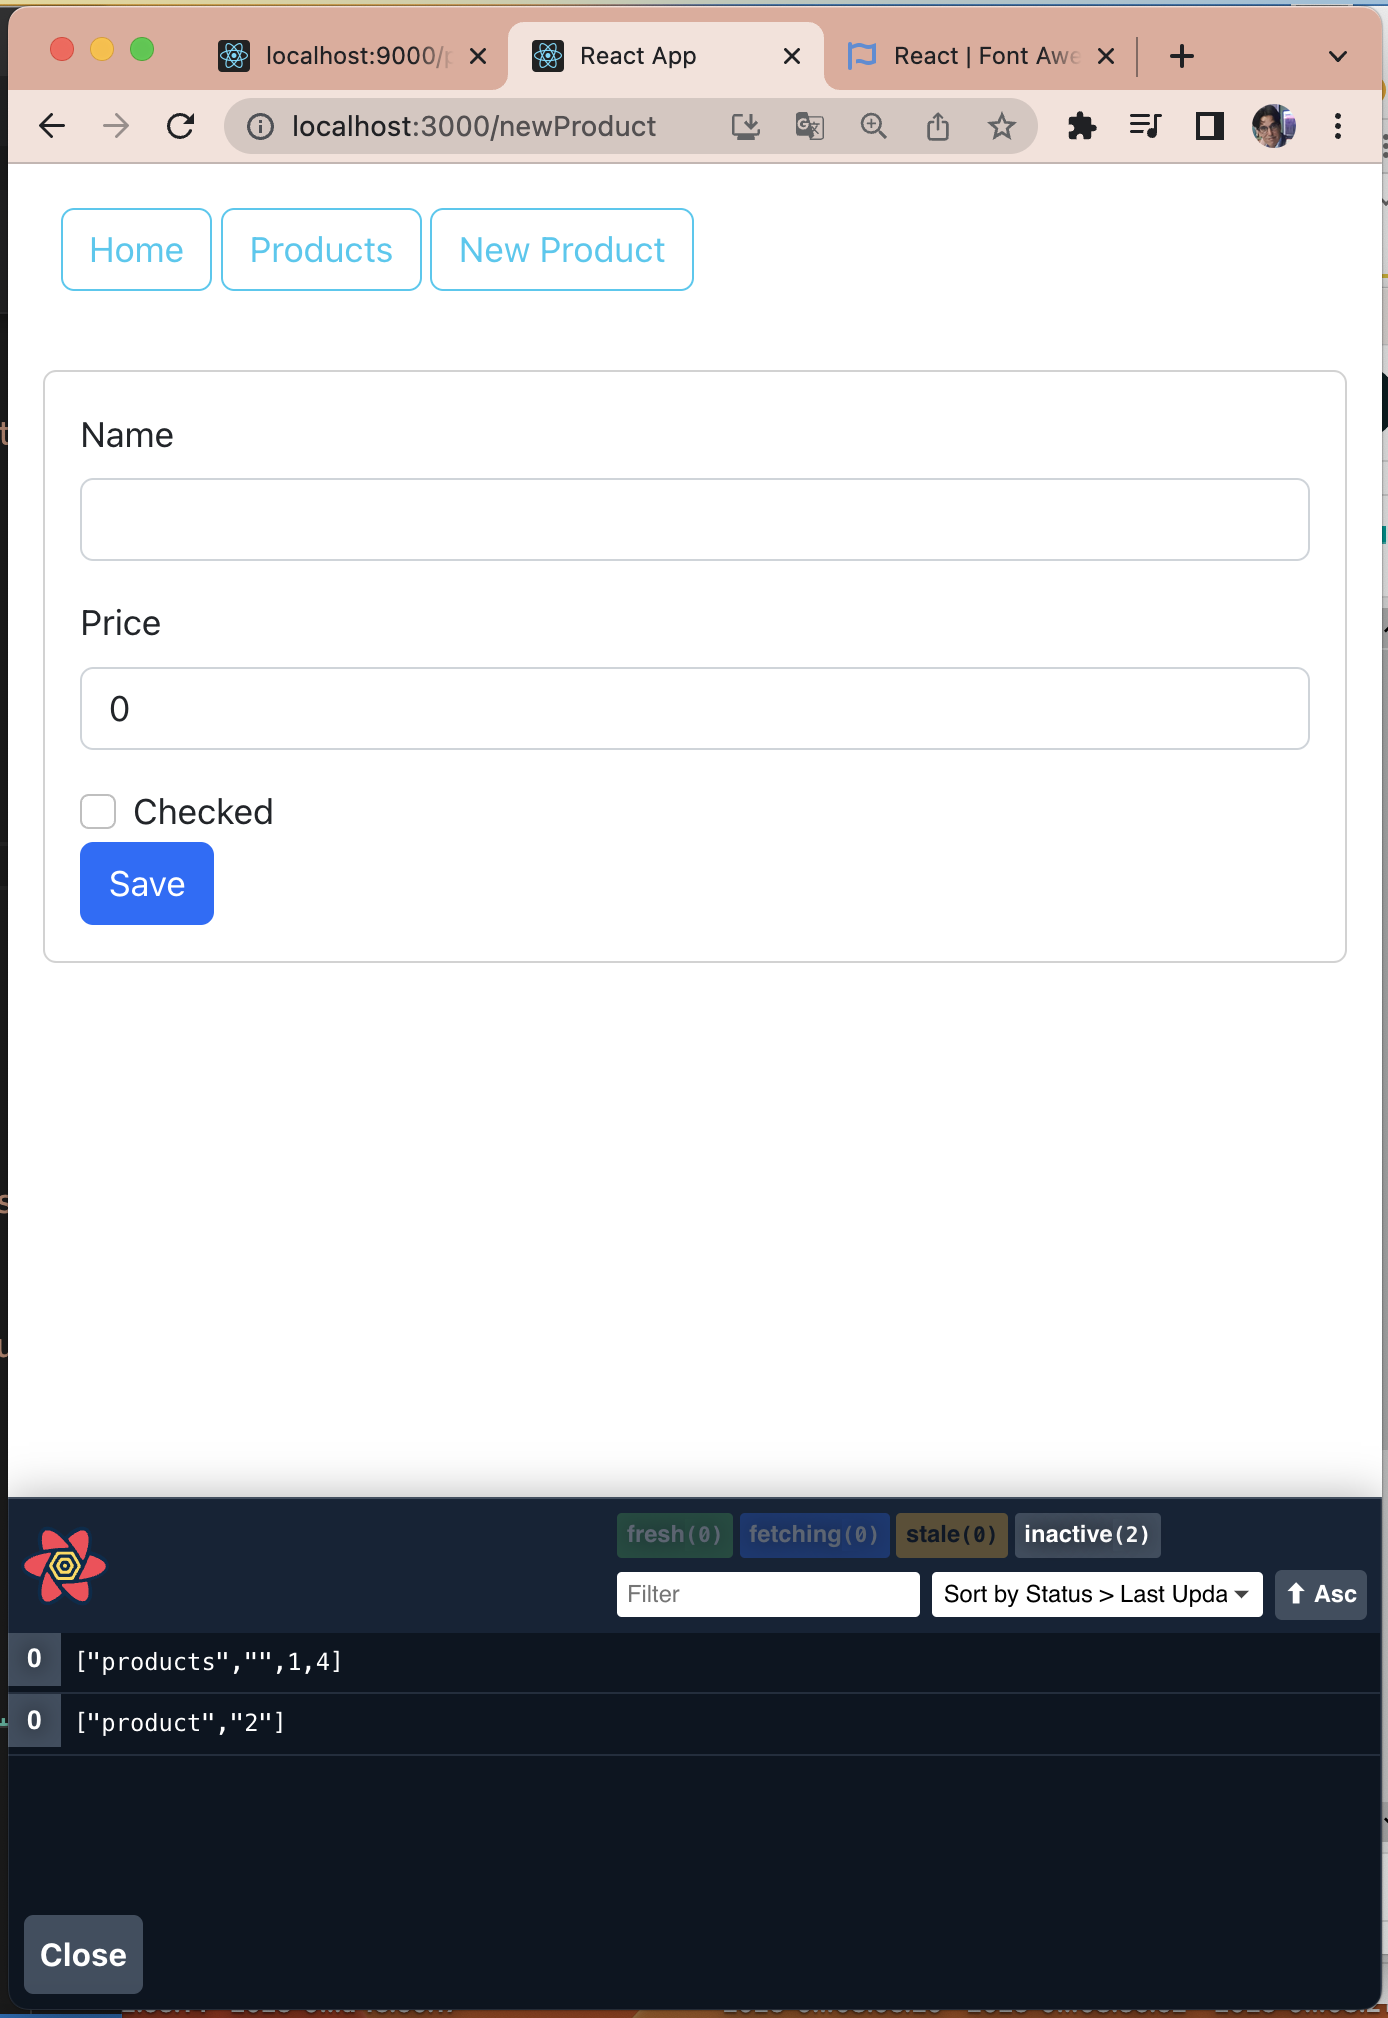 localhost:9000/p
React App
React | Font Awe
localhost:3000/newProduct
Home Products New Product
Name
Price
0
Checked
Save
fresh(0) fetching(0) stale(0) inactive(2)
Filter Sort by Status > Last Upda Asc
0 ["products","",1,4]
0 ["product","2"]
Close